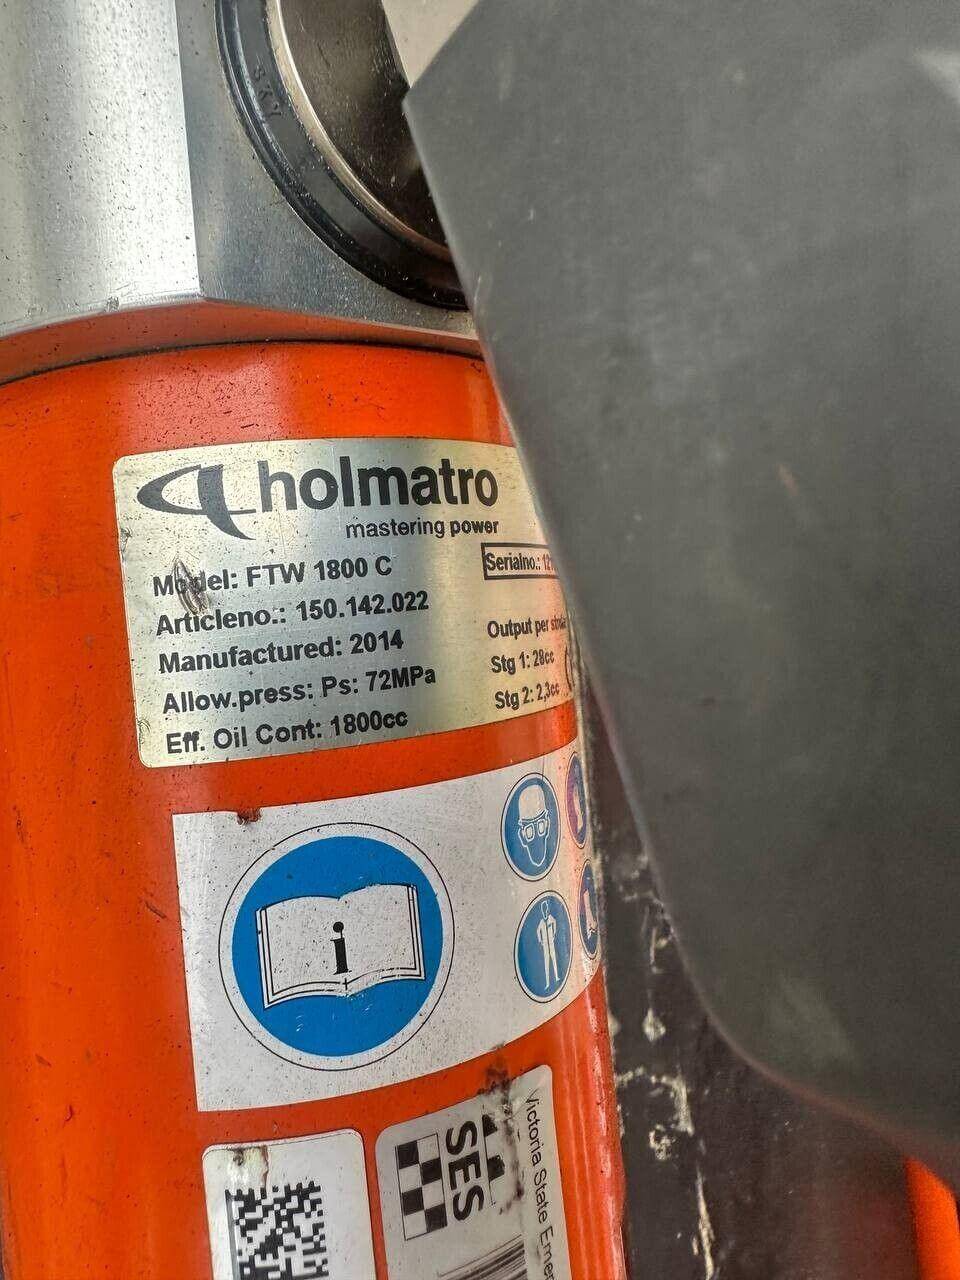 SKY
holmatro
mastering power
Model: FTW 1800 C
Serialno.:
Articleno.: 150.142.022
Manufactured: 2014
Output per
Allow.press: Ps: 72MPa
Stg 1: 28cc
Eff. Oil Cont: 1800cc
Stg 2: 2,3cc
i
SES
Victoria State